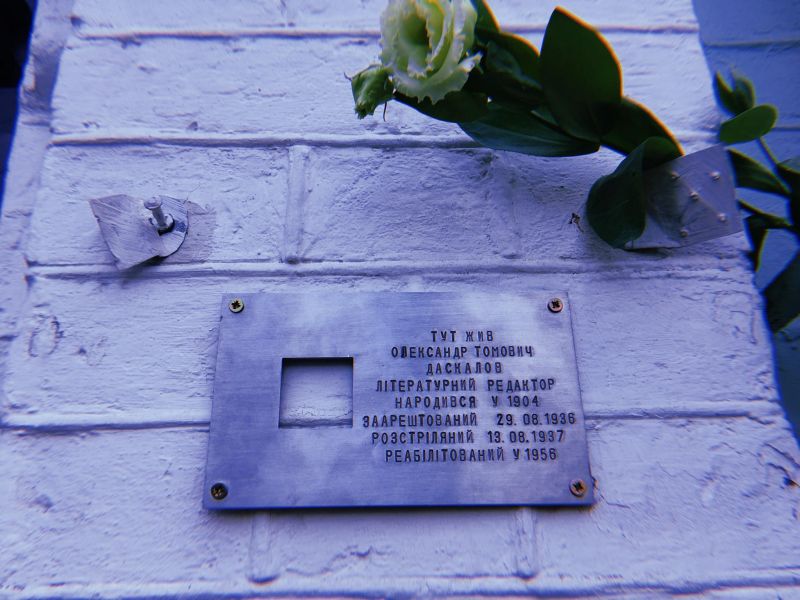 ТУТ ЖИВ
ОЛЕКСАНДР ТОМОВИЧ
ДАСКАЛОВ
ЛІТЕРАТУРНИЙ РЕДАКТОР
НАРОДИВСЯ У 1904
ЗААРЕШТОВАНИЙ 29.08.1936
РОЗСТРІЛЯНИЙ 13.08.1937
РЕАБІЛІТОВАНИЙ У 1956